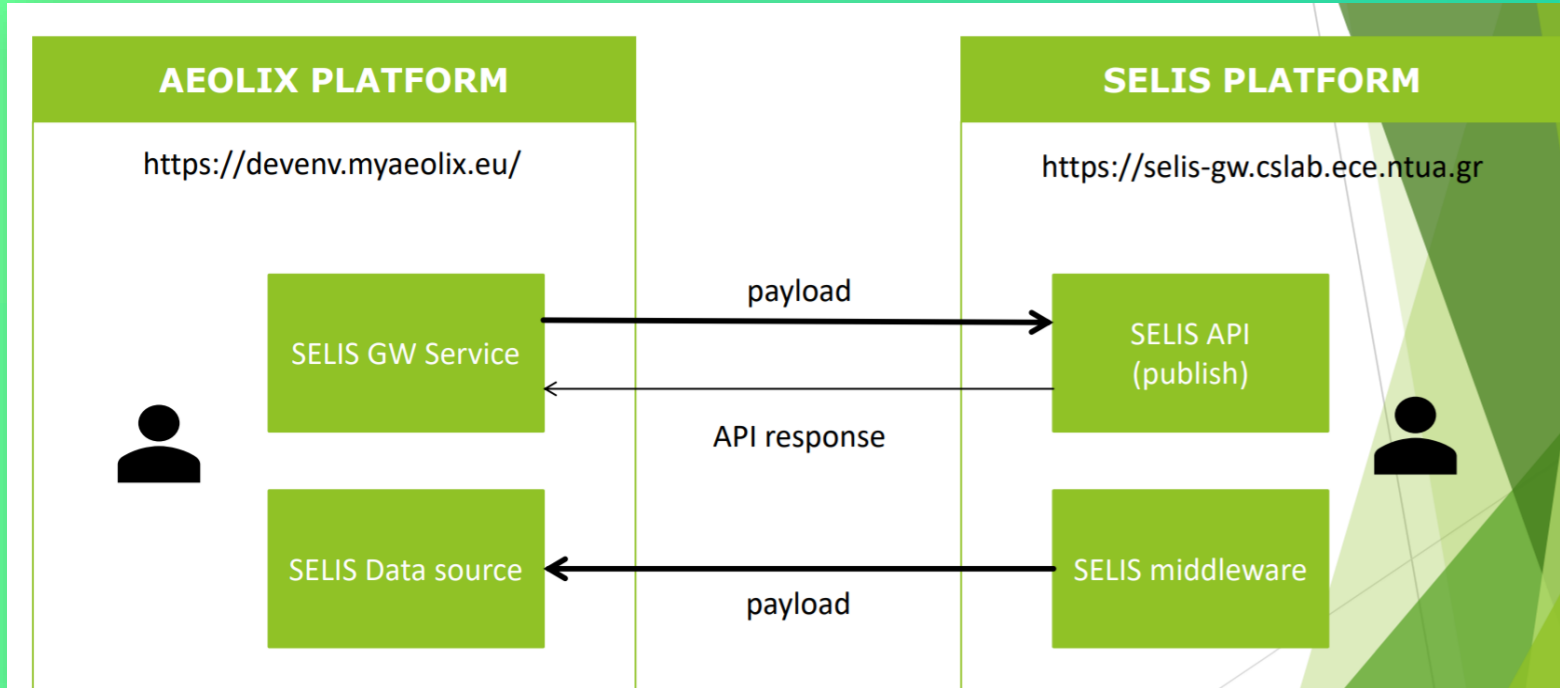 AEOLIX PLATFORM
https://devenv.myaeolix.eu/
SELIS GW Service
SELIS Data source
payload
API response
payload
SELIS PLATFORM
https://selis-gw.cslab.ece.ntua.gr
SELIS API
(publish)
SELIS middleware